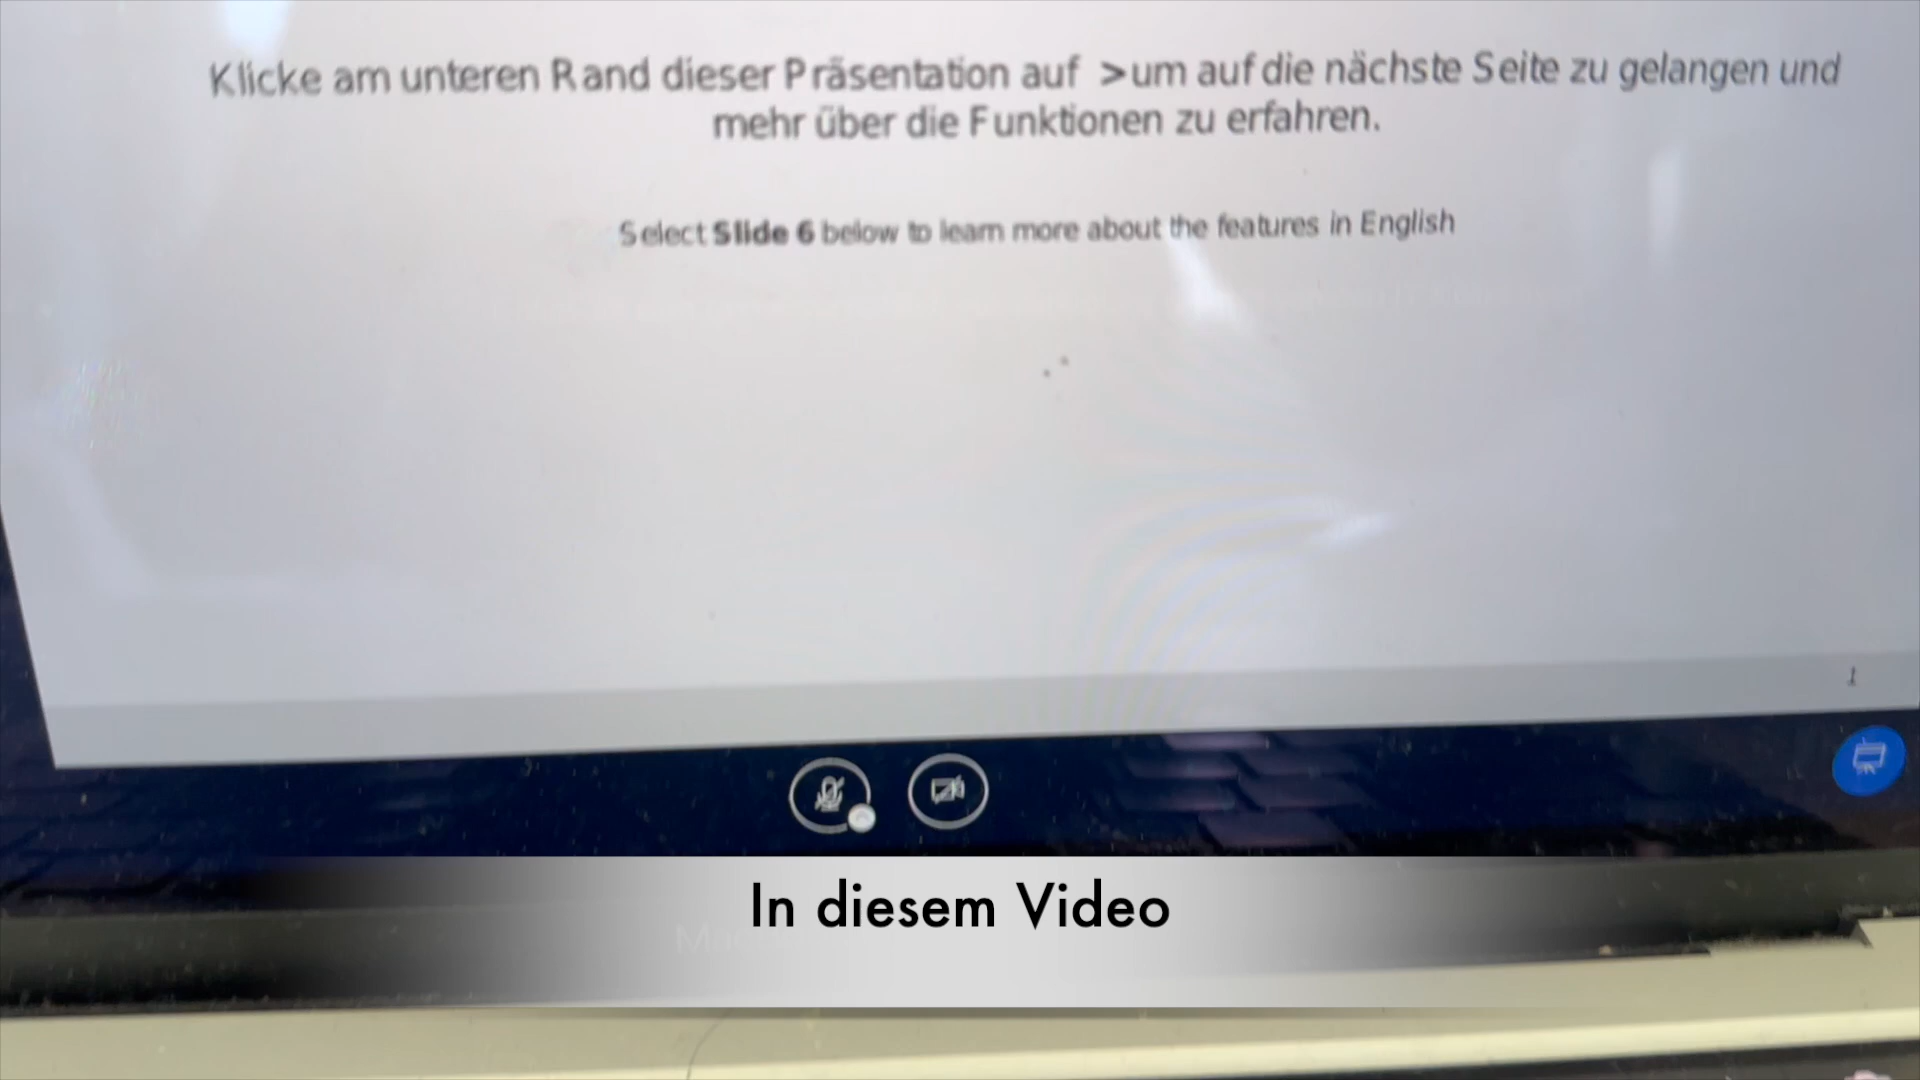 Klicke am unteren Rand dieser Präsentation auf > um auf die nächste Seite zu gelangen und
mehr über die Funktionen zu erfahren.
Select Slide 6 below to learn more about the features in English
1
In diesem Video